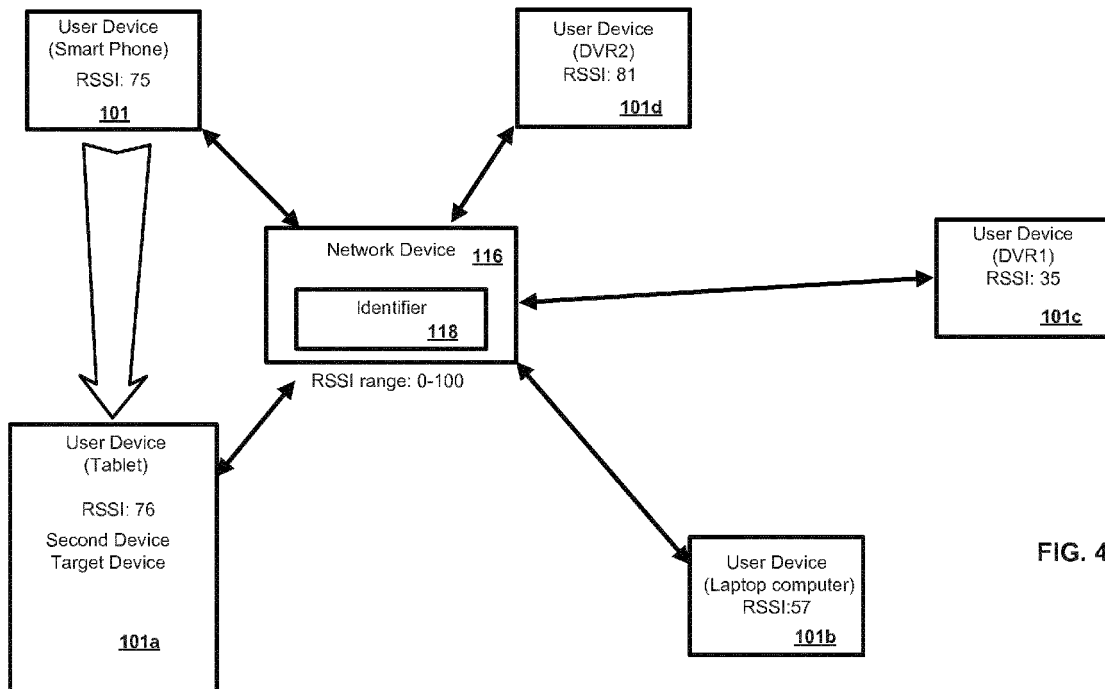 User Device
(Smart Phone)
RSSI: 75
101
User Device
(DVR2)
RSSI: 81
101d
Network Device 116
Identifier
118
RSSI range: 0-100
User Device
(DVR1)
RSSI: 35
101c
User Device
(Tablet)
RSSI: 76
Second Device
Target Device
101a
User Device
(Laptop computer)
RSSI:57
101b
FIG. 4